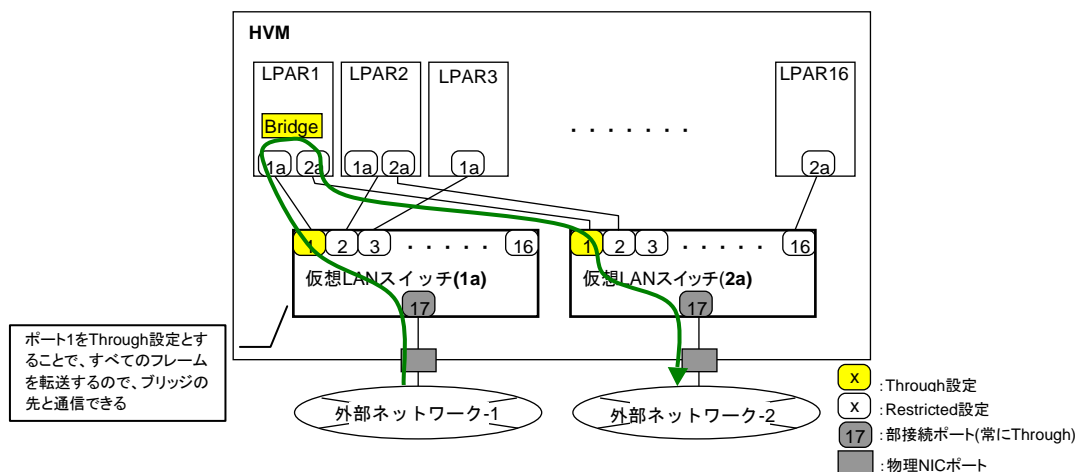 HVM
LPAR1
LPAR2
LPAR3
LPAR16
Bridge
・・・・・・・
1a 2a 1a 2a 1a 2a
1 2 3 ・・・・・ 16 1 2 3 ・・・・・ 16
仮想LANスイッチ(1a)
仮想LANスイッチ(2a)
17
17
ポート1をThrough設定とす
ることで、すべてのフレーム
を転送するので、ブリッジの
先と通信できる
外部ネットワーク-1
外部ネットワーク-2
x :Through設定
x :Restricted設定
17 :部接続ポート(常にThrough)
:物理NICポート